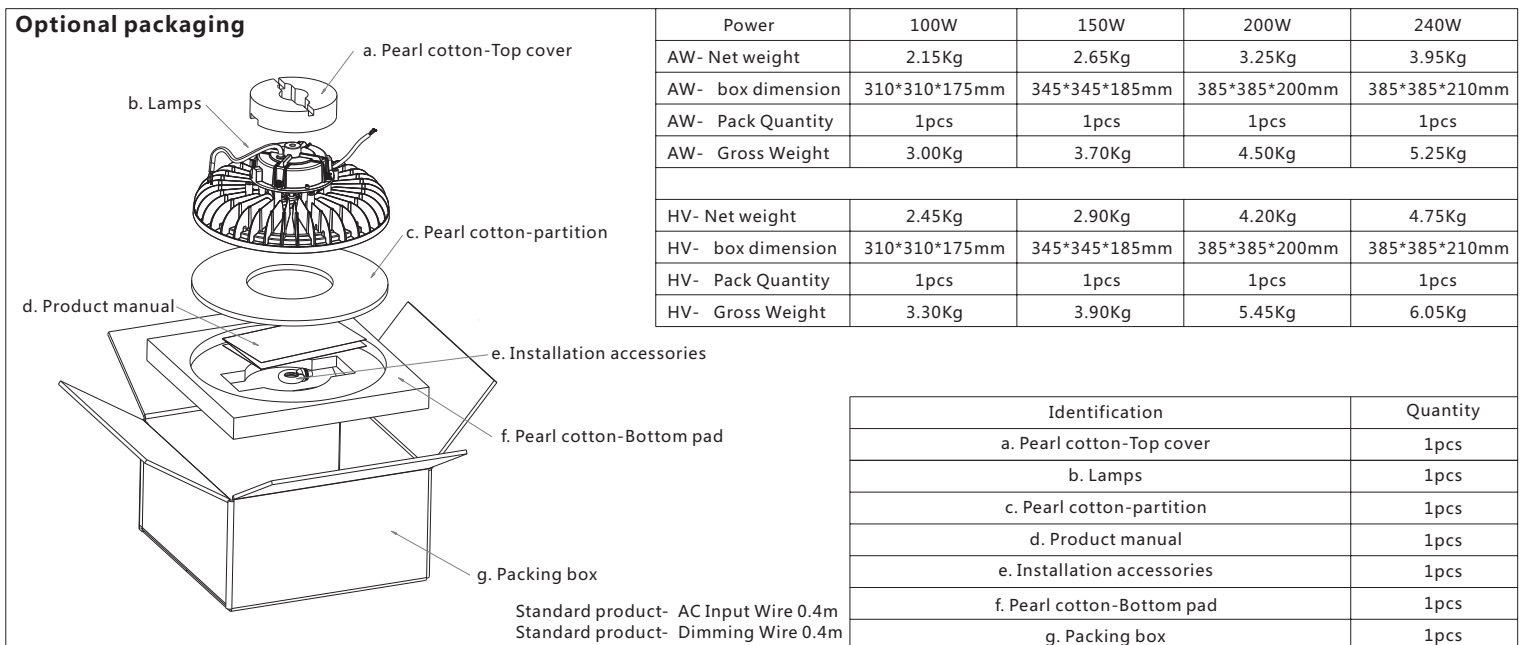 Optional packaging
a. Pearl cotton-Top cover
b. Lamps
c. Pearl cotton-partition
d. Product manual
e. Installation accessories
f. Pearl cotton-Bottom pad
g. Packing box
Standard product- AC Input Wire 0.4m
Standard product- Dimming Wire 0.4m
Power 100W 150W 200W 240W
AW- Net weight 2.15Kg 2.65Kg 3.25Kg 3.95Kg
AW- box dimension 310*310*175mm 345*345*185mm 385*385*200mm 385*385*210mm
AW- Pack Quantity 1pcs 1pcs 1pcs 1pcs
AW- Gross Weight 3.00Kg 3.70Kg 4.50Kg 5.25Kg
HV- Net weight 2.45Kg 2.90Kg 4.20Kg 4.75Kg
HV- box dimension 310*310*175mm 345*345*185mm 385*385*200mm 385*385*210mm
HV- Pack Quantity 1pcs 1pcs 1pcs 1pcs
HV- Gross Weight 3.30Kg 3.90Kg 5.45Kg 6.05Kg
Identification Quantity
a. Pearl cotton-Top cover 1pcs
b. Lamps 1pcs
c. Pearl cotton-partition 1pcs
d. Product manual 1pcs
e. Installation accessories 1pcs
f. Pearl cotton-Bottom pad 1pcs
g. Packing box 1pcs